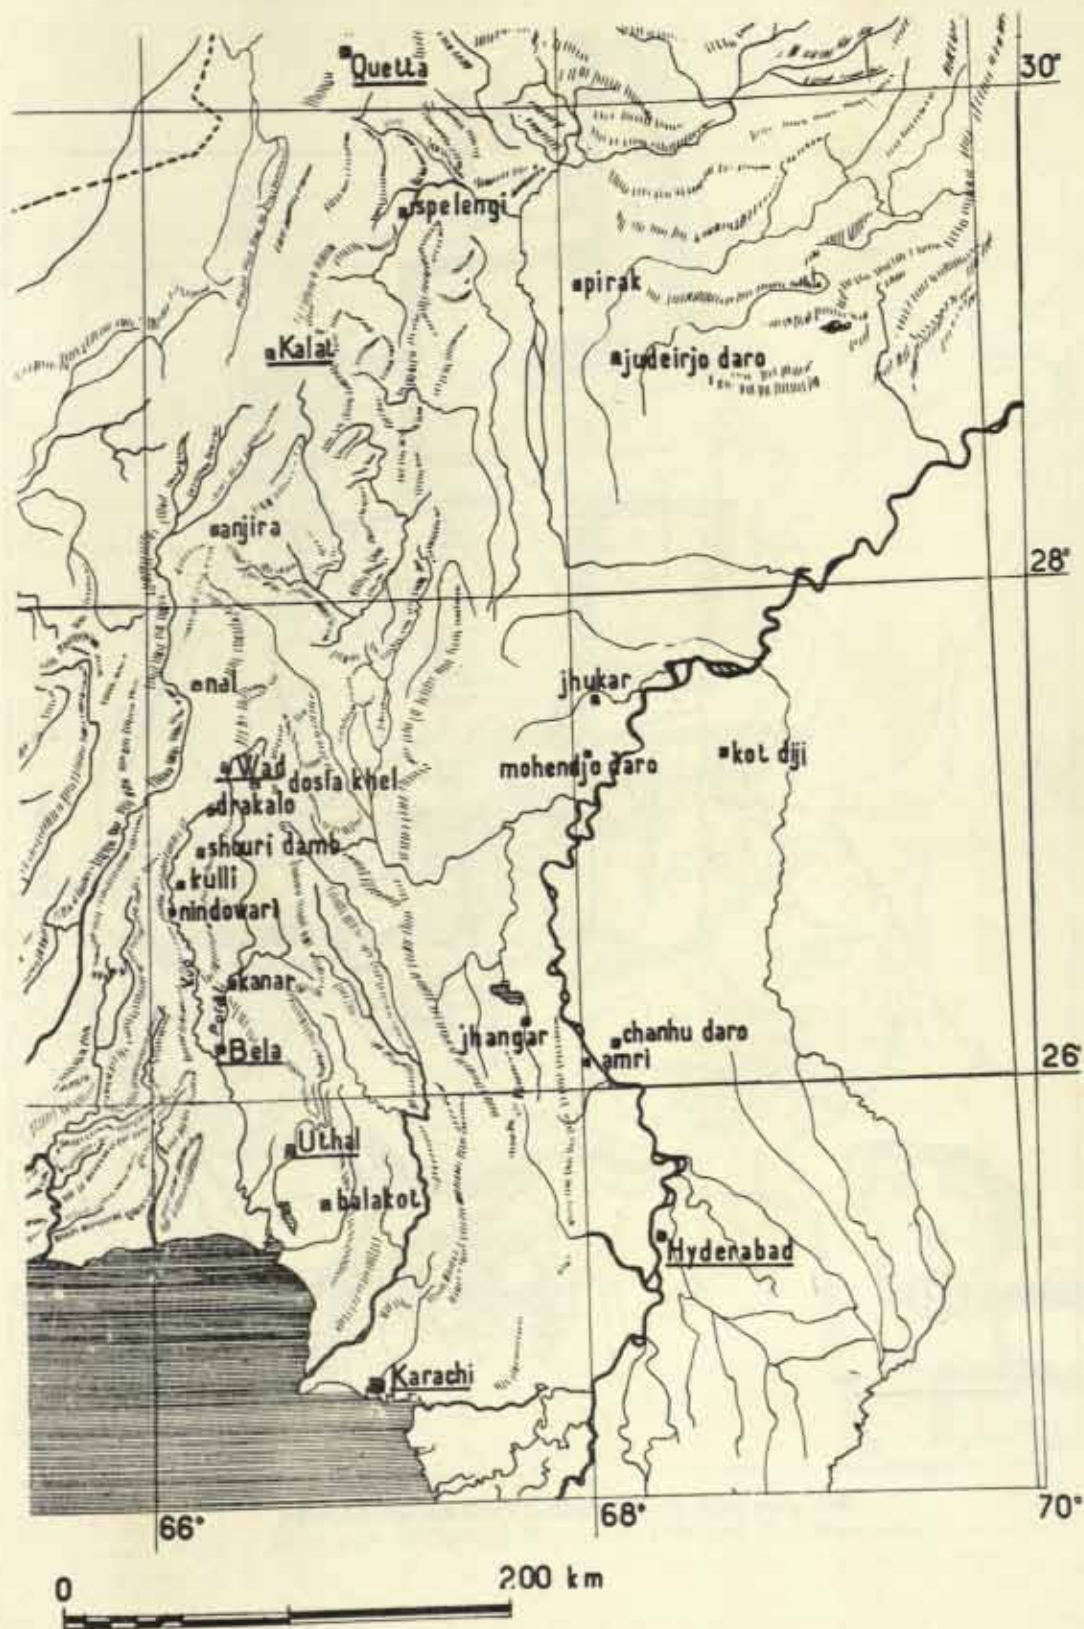 Quetta
30°
spelengi
pirak
Kalat
judeirjo daro
anjira
28°
nal
jhukar
Wad
dosta khel
mohendjo daro
kot diji
drakalo
shouri damb
kulli
nindowari
kanar
jhangar
chanhu daro
amri
Bela
26°
Uthal
balakot
Hyderabad
Karachi
66°
68°
70°
0
200 km